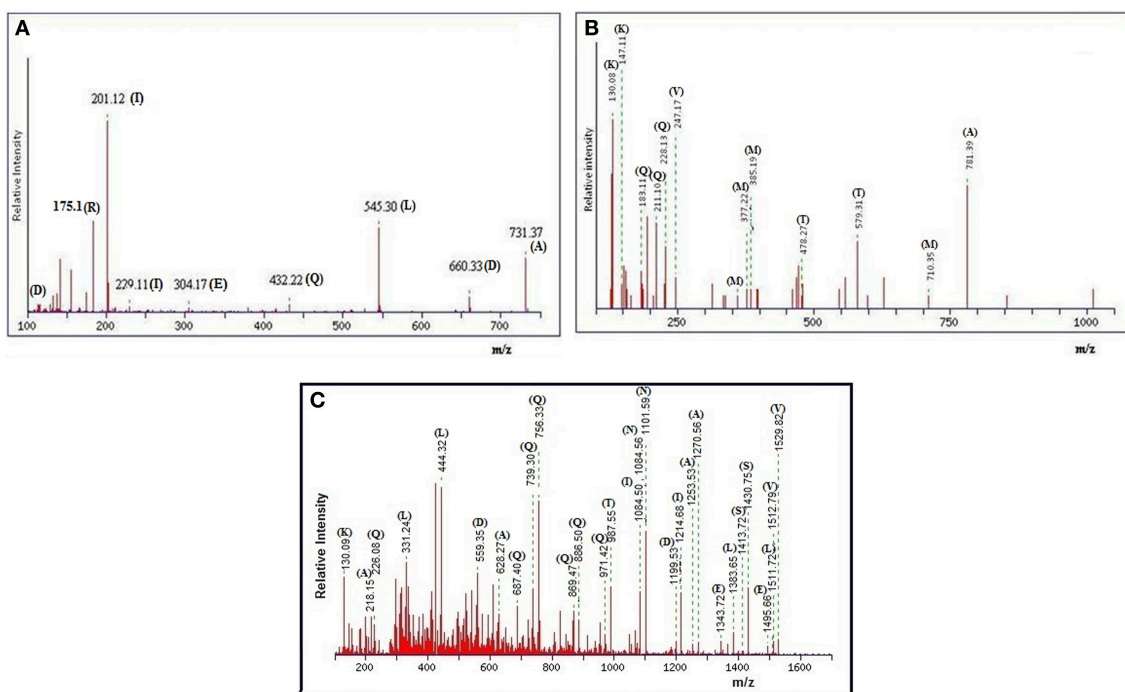 A
Relative Intensity
201.12 (I)
175.1 (R)
545.30 (L)
731.37
(A)
660.33 (D)
432.22 (Q)
304.17 (E)
229.11 (I)
(D)
100 200 300 400 500 600 700
m/z
B
Relative intensity
(K)
130.08
(K)
147.11
(Q)
183.11
(Q)
211.10
(Q)
228.13
(V)
247.17
(M)
(M)
377.22
(M)
385.19
(T)
478.27
(T)
579.31
(M)
710.35
(A)
781.39
250 500 750 1000
m/z
C
Relative Intensity
(K)
130.09
(A)
218.15
(Q)
226.08
(L)
331.24
(L)
444.32
(D)
559.35
(A)
628.27
(Q)
687.40
(Q)
739.30
(Q)
756.33
(Q)
869.47
(Q)
886.50
(Q)
971.42
(T)
987.55
(I)
1084.50 ,
(N)
1084.56
(N)
1101.59
(D)
1199.53
(I)
1214.68
(A)
1253.53
(A)
1270.56
(E)
1343.72
(L)
1383.65
(S)
1413.72
(S)
1430.75
(E)
1495.66
(L)
1511.72
(V)
1512.79
(V)
1529.82
200 400 600 800 1000 1200 1400 1600
m/z